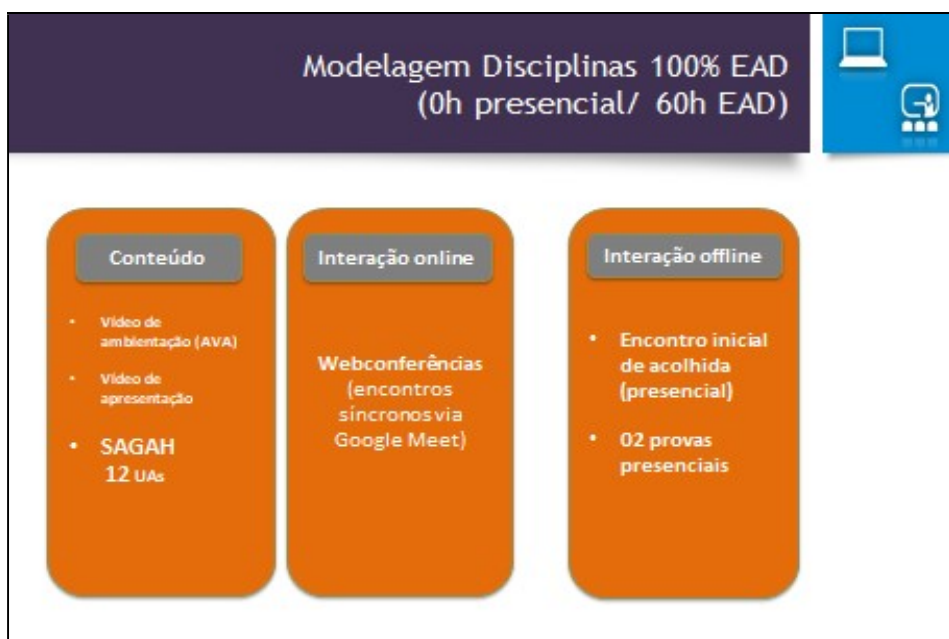 Modelagem Disciplinas 100% EAD
(0h presencial/ 60h EAD)
Conteúdo
• Vídeo de
ambientação (AVA)
• Vídeo de
apresentação
• SAGAH
12 UAs
Interação online
Webconferências
(encontros
síncronos via
Google Meet)
Interação offline
• Encontro inicial
de acolhida
(presencial)
• 02 provas
presenciais